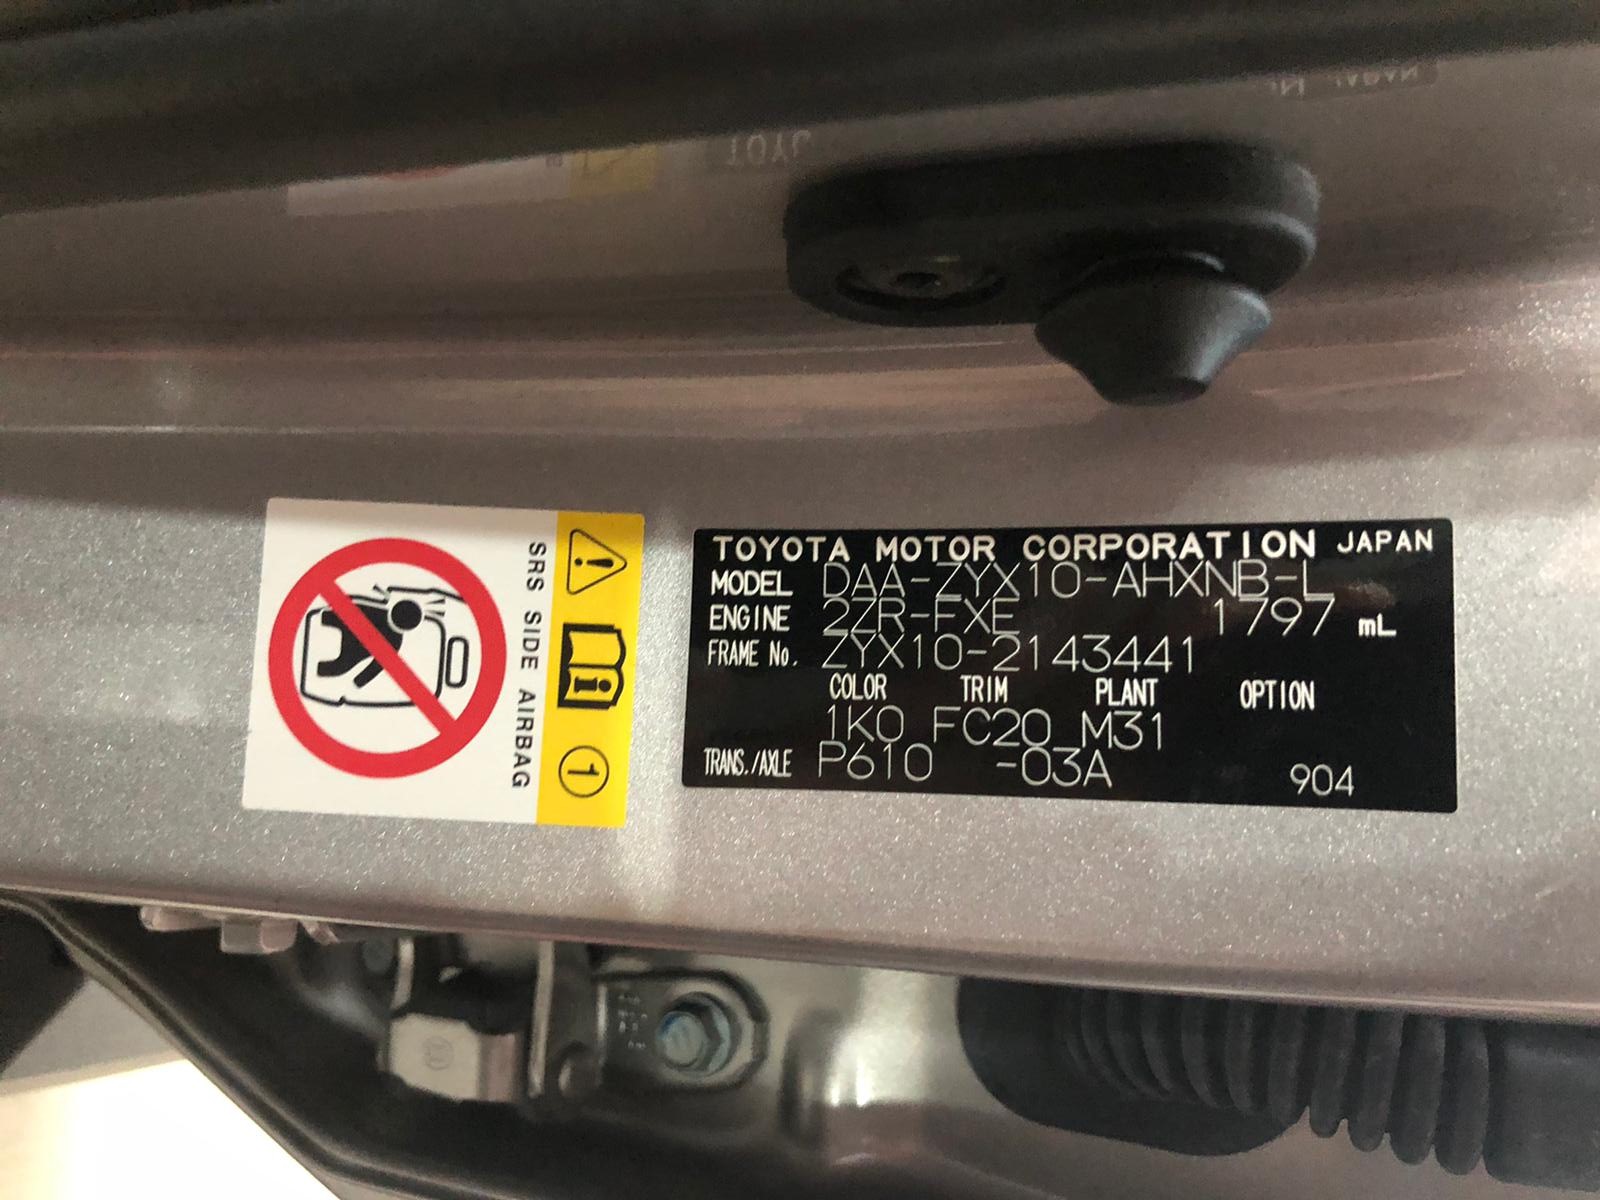 SRS SIDE AIRBAG
1
TOYOTA MOTOR CORPORATION JAPAN
MODEL DAA-ZYX10-AHXNB-L
ENGINE 2ZR-FXE 1797 mL
FRAME No. ZYX10-2143441
COLOR TRIM PLANT OPTION
1K0 FC20 M31
TRANS./AXLE P610 -03A 904